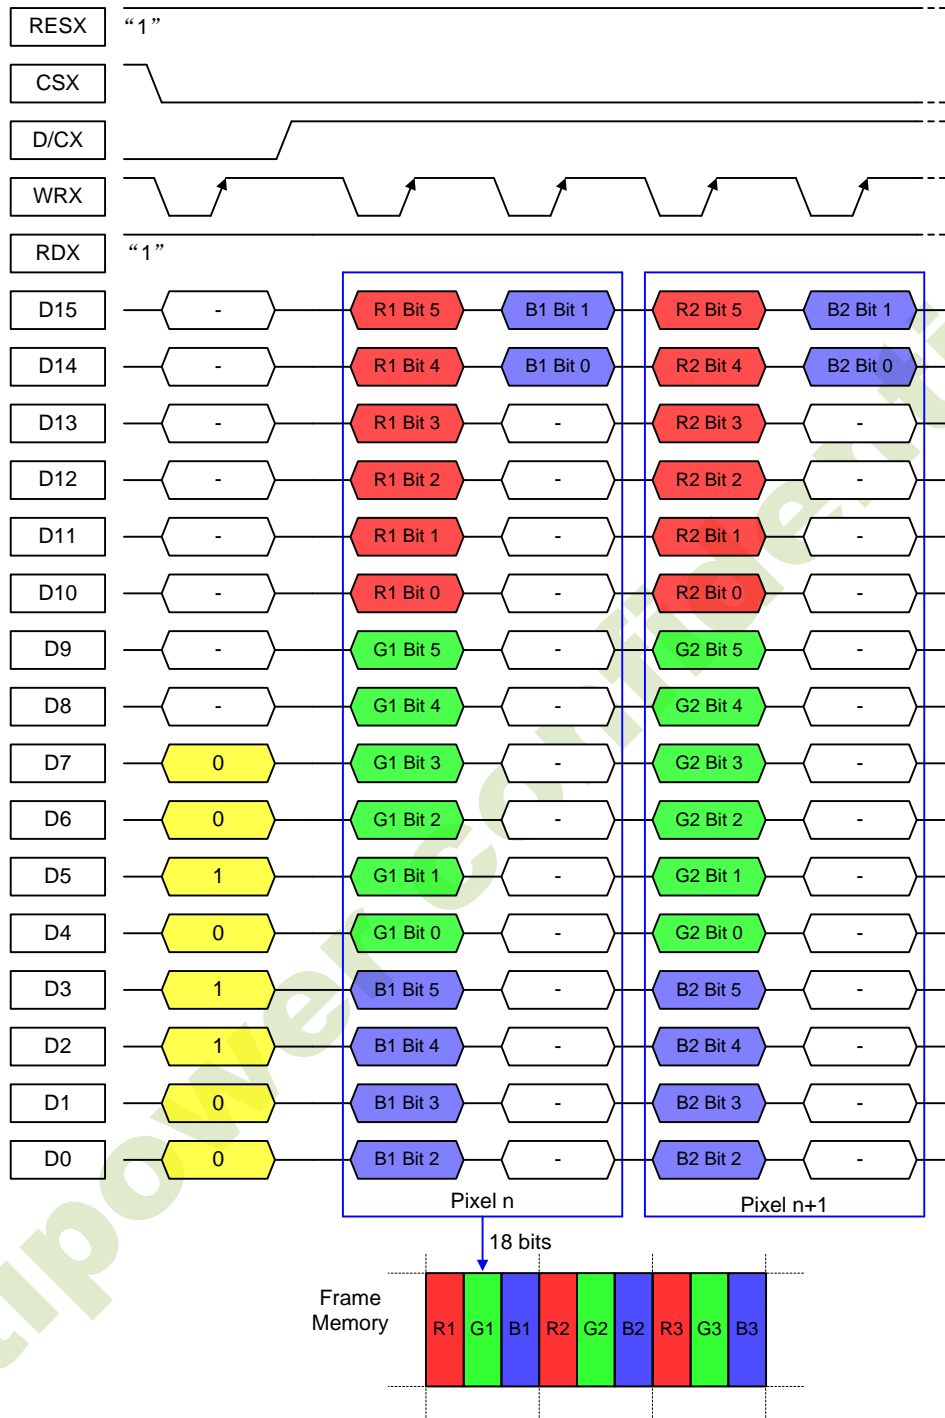 RESX “1”
CSX
D/CX
WRX
RDX “1”
D15 - R1 Bit 5 B1 Bit 1 R2 Bit 5 B2 Bit 1
D14 - R1 Bit 4 B1 Bit 0 R2 Bit 4 B2 Bit 0
D13 - R1 Bit 3 - R2 Bit 3 -
D12 - R1 Bit 2 - R2 Bit 2 -
D11 - R1 Bit 1 - R2 Bit 1 -
D10 - R1 Bit 0 - R2 Bit 0 -
D9 - G1 Bit 5 - G2 Bit 5 -
D8 - G1 Bit 4 - G2 Bit 4 -
D7 0 G1 Bit 3 - G2 Bit 3 -
D6 0 G1 Bit 2 - G2 Bit 2 -
D5 1 G1 Bit 1 - G2 Bit 1 -
D4 0 G1 Bit 0 - G2 Bit 0 -
D3 1 B1 Bit 5 - B2 Bit 5 -
D2 1 B1 Bit 4 - B2 Bit 4 -
D1 0 B1 Bit 3 - B2 Bit 3 -
D0 0 B1 Bit 2 - B2 Bit 2 -
Pixel n Pixel n+1
18 bits
Frame
Memory
R1 G1 B1 R2 G2 B2 R3 G3 B3
tipower confidenti